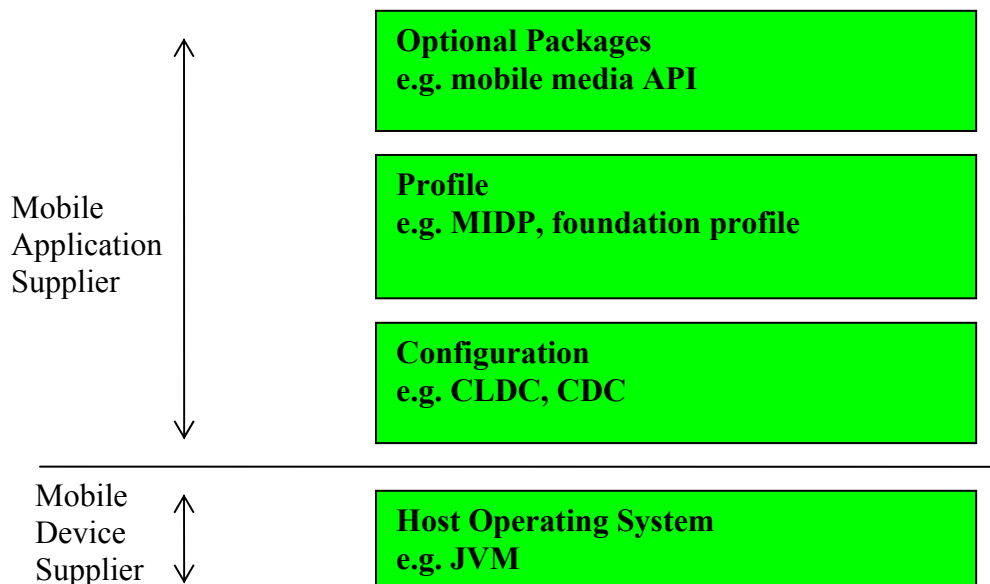 Optional Packages
e.g. mobile media API
Mobile
Application
Supplier
Profile
e.g. MIDP, foundation profile
Configuration
e.g. CLDC, CDC
Mobile
Device
Supplier
Host Operating System
e.g. JVM